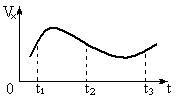 Vₓ
0 t₁ t₂ t₃ t